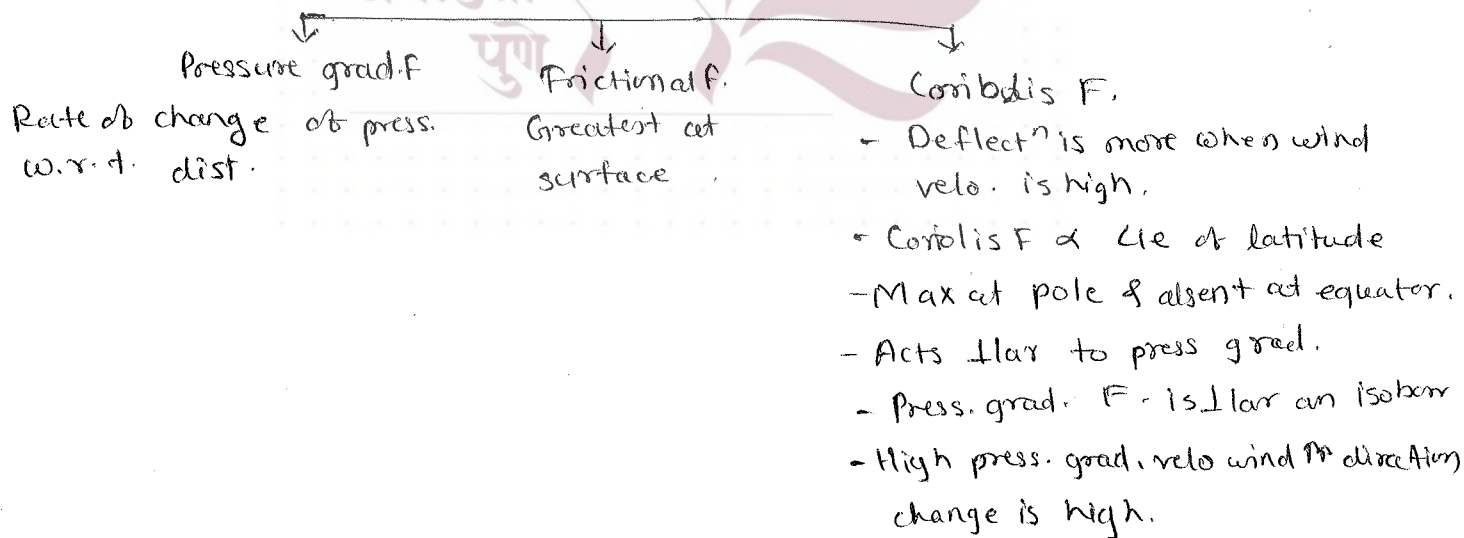 पुणे
Pressure grad. F
Rate of change of press.
w.r.t. dist.
Frictional f.
Greatest at
surface.
Coriolis F.
- Deflectⁿ is more when wind
velo. is high.
- Coriolis F ∝ ∠le of latitude
- Max at pole & absent at equator.
- Acts ⊥lar to press grad.
- Press. grad. F. is ⊥lar an isobar
- High press. grad. velo wind ↑ direction
change is high.